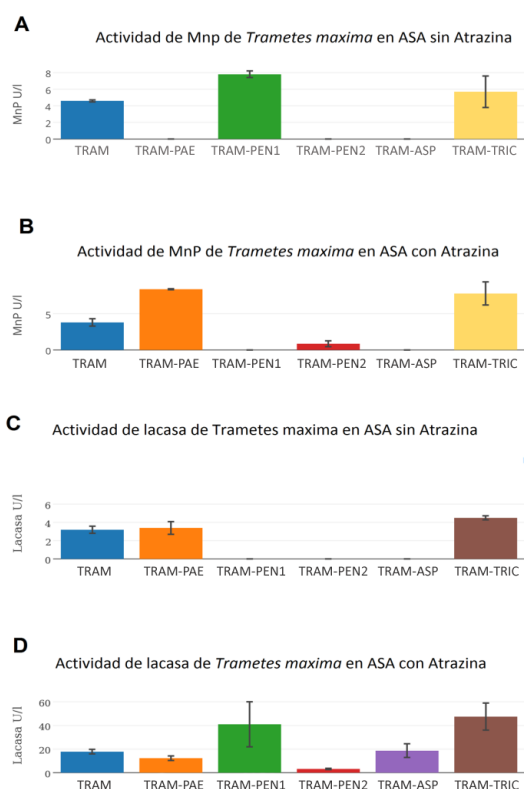 A
Actividad de Mnp de Trametes maxima en ASA sin Atrazina
MnP U/l
8
6
4
2
0
TRAM TRAM-PAE TRAM-PEN1 TRAM-PEN2 TRAM-ASP TRAM-TRIC
B
Actividad de MnP de Trametes maxima en ASA con Atrazina
MnP U/l
5
0
TRAM TRAM-PAE TRAM-PEN1 TRAM-PEN2 TRAM-ASP TRAM-TRIC
C
Actividad de lacasa de Trametes maxima en ASA sin Atrazina
Lacasa U/l
6
4
2
0
TRAM TRAM-PAE TRAM-PEN1 TRAM-PEN2 TRAM-ASP TRAM-TRIC
D
Actividad de lacasa de Trametes maxima en ASA con Atrazina
Lacasa U/l
60
40
20
0
TRAM TRAM-PAE TRAM-PEN1 TRAM-PEN2 TRAM-ASP TRAM-TRIC